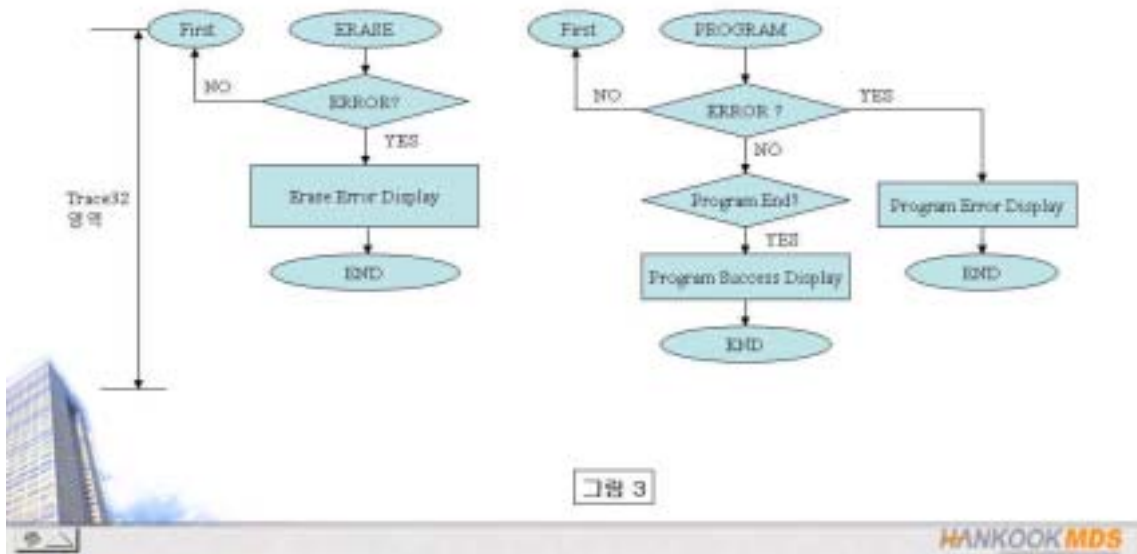 First
ERASE
NO
ERROR?
YES
Erase Error Display
END
Trace32
영역
First
PROGRAM
NO
ERROR ?
YES
NO
Program End?
YES
Program Success Display
END
Program Error Display
END
그림 3
HANKOOK MDS